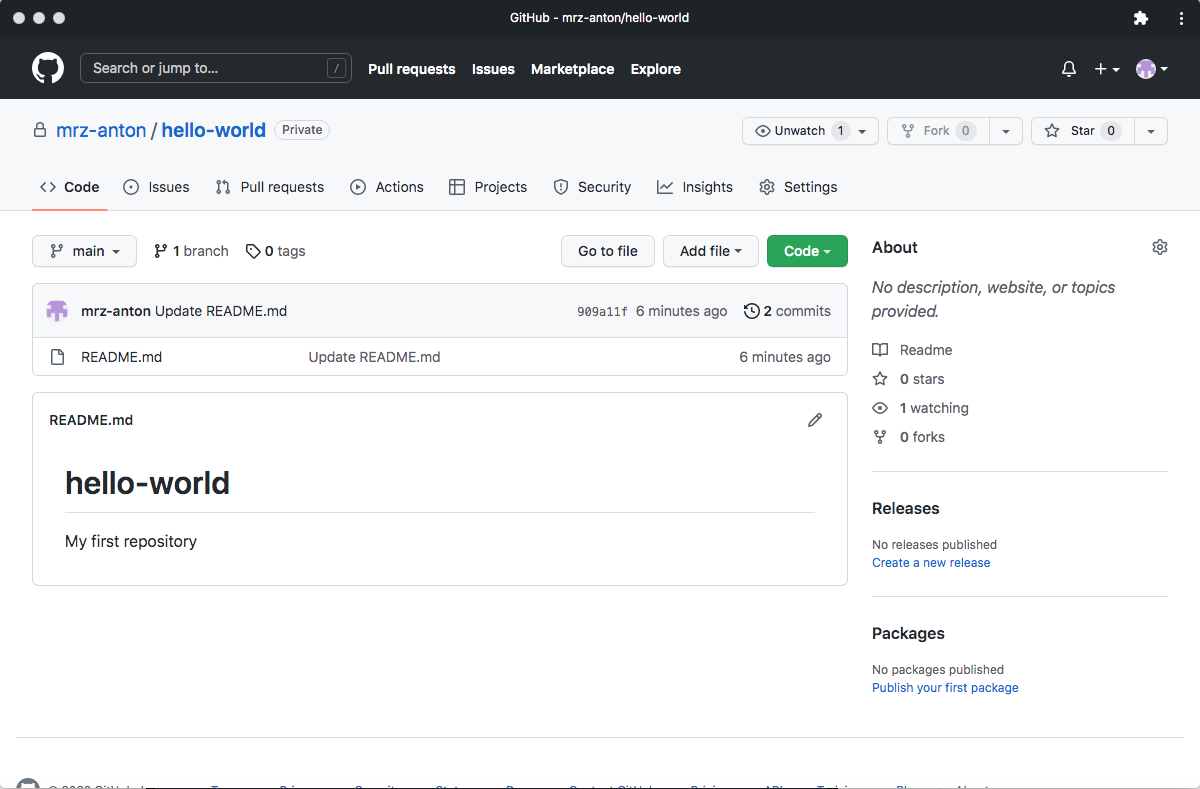 GitHub - mrz-anton/hello-world
Search or jump to... /
Pull requests Issues Marketplace Explore
mrz-anton / hello-world Private
Unwatch 1 Fork 0 Star 0
Code Issues Pull requests Actions Projects Security Insights Settings
main 1 branch 0 tags Go to file Add file Code
mrz-anton Update README.md 909a11f 6 minutes ago 2 commits
README.md Update README.md 6 minutes ago
README.md
hello-world
My first repository
About
No description, website, or topics
provided.
Readme
0 stars
1 watching
0 forks
Releases
No releases published
Create a new release
Packages
No packages published
Publish your first package